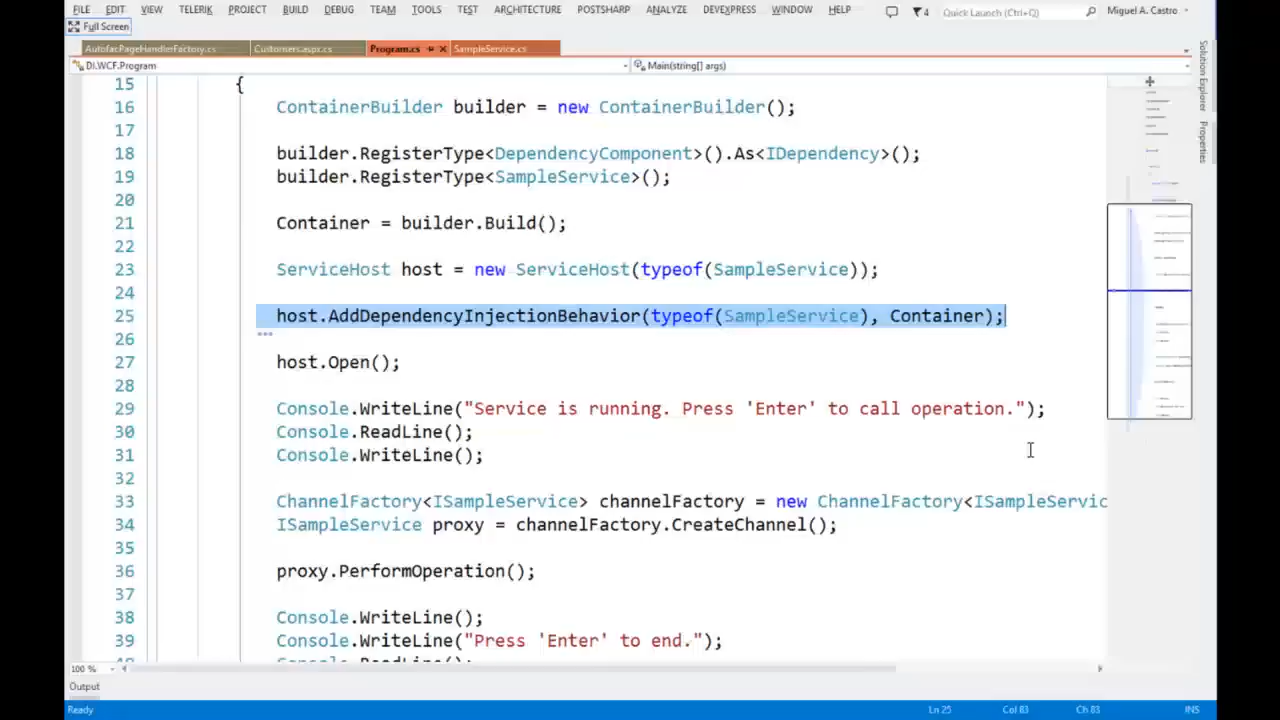 FILE EDIT VIEW TELERIK PROJECT BUILD DEBUG TEAM TOOLS TEST ARCHITECTURE POSTSHARP ANALYZE DEVEXPRESS WINDOW HELP 4 Quick Launch (Ctrl+Q) Miguel A. Castro
Full Screen
AutofacPageHandlerFactory.cs Customers.aspx.cs Program.cs SampleService.cs
DI.WCF.Program Main(string[] args)
Solution Explorer
Properties
15 {
16 ContainerBuilder builder = new ContainerBuilder();
17
18 builder.RegisterType<DependencyComponent>().As<IDependency>();
19 builder.RegisterType<SampleService>();
20
21 Container = builder.Build();
22
23 ServiceHost host = new ServiceHost(typeof(SampleService));
24
25 host.AddDependencyInjectionBehavior(typeof(SampleService), Container);
26
27 host.Open();
28
29 Console.WriteLine("Service is running. Press 'Enter' to call operation.");
30 Console.ReadLine();
31 Console.WriteLine();
32
33 ChannelFactory<ISampleService> channelFactory = new ChannelFactory<ISampleServic
34 ISampleService proxy = channelFactory.CreateChannel();
35
36 proxy.PerformOperation();
37
38 Console.WriteLine();
39 Console.WriteLine("Press 'Enter' to end.");
100 %
Output
Ready Ln 25 Col 83 Ch 83 INS